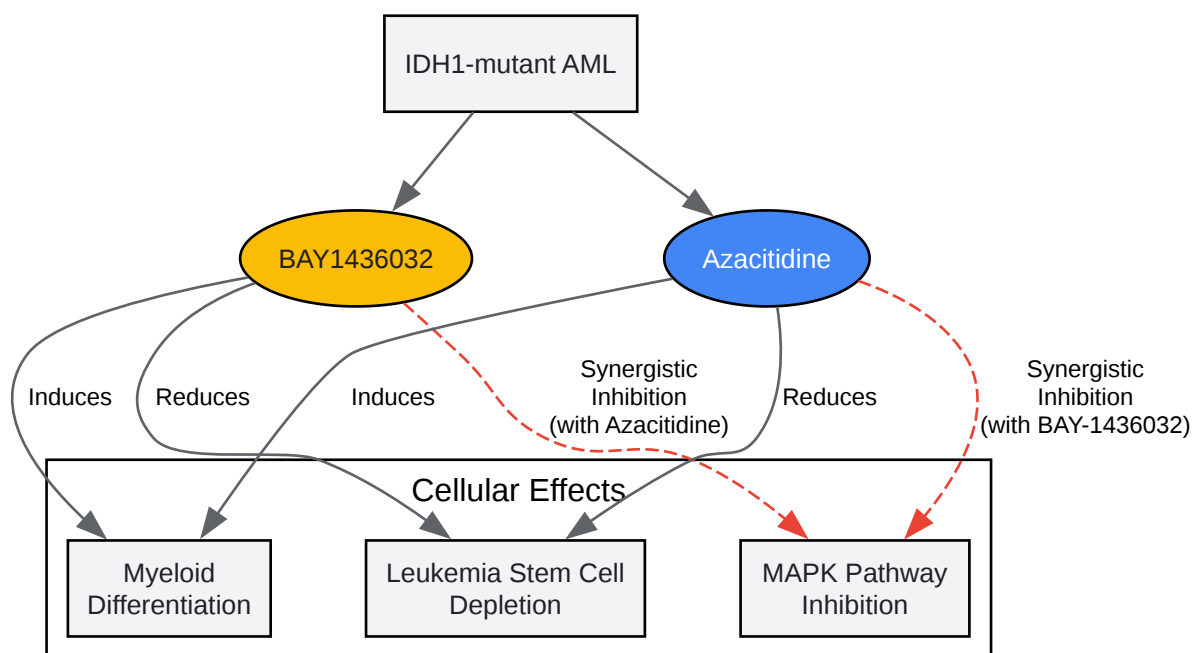 IDH1-mutant AML
BAY1436032
Azacitidine
Induces
Reduces
Induces
Synergistic
Inhibition
(with Azacitidine)
Reduces
Synergistic
Inhibition
(with BAY-1436032)
Cellular Effects
Myeloid
Differentiation
Leukemia Stem Cell
Depletion
MAPK Pathway
Inhibition